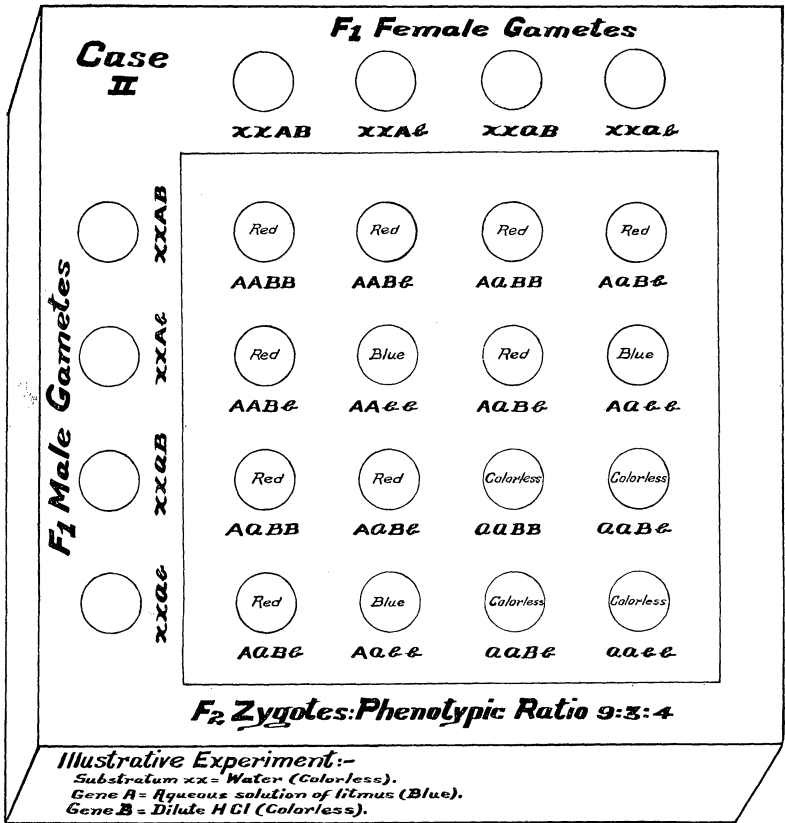 F1 Female Gametes
Case
II
xxAB xxAb xxaB xxab
F1 Male Gametes
xxAB
Red Red Red Red
AABB AABb AaBB AaBb
xxAb
Red Blue Red Blue
AABb AAbb AaBb Aabb
xxaB
Red Red Colorless Colorless
AaBB AaBb aaBB aaBb
xxab
Red Blue Colorless Colorless
AaBb Aabb aaBb aabb
F2 Zygotes: Phenotypic Ratio 9:3:4
Illustrative Experiment:-
Substratum xx = Water (Colorless).
Gene A = Aqueous solution of litmus (Blue).
Gene B = Dilute HCl (Colorless).